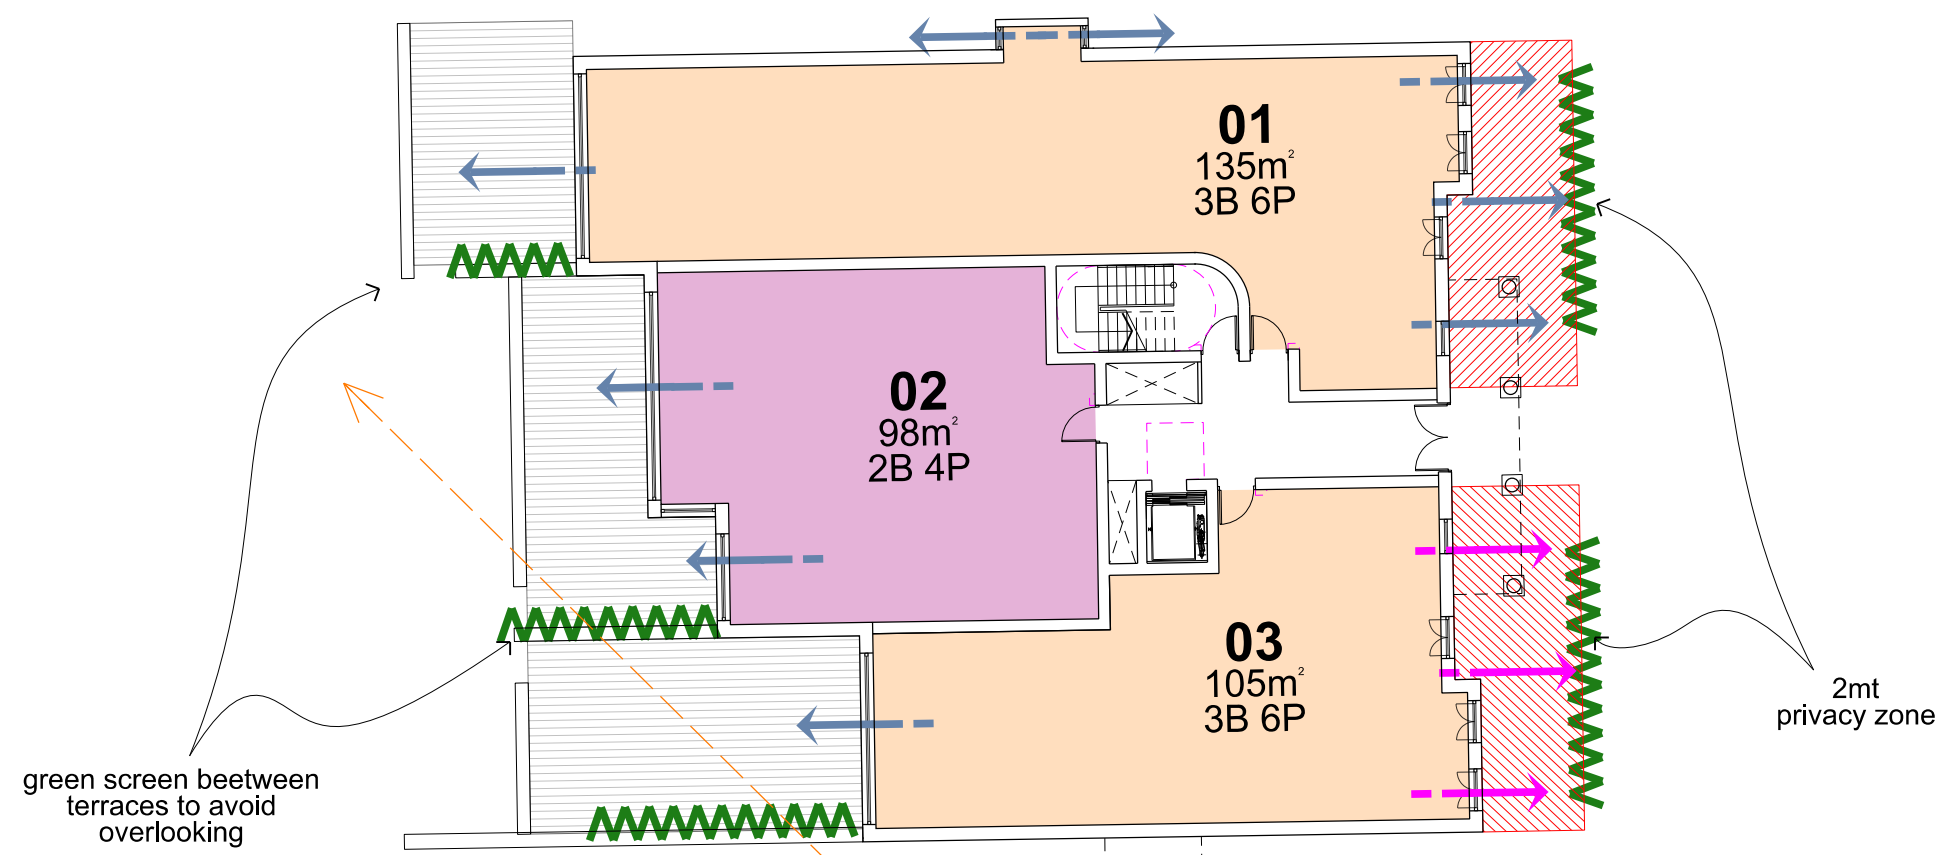 01
135m²
3B 6P
02
98m²
2B 4P
03
105m²
3B 6P
2mt
privacy zone
green screen beetween
terraces to avoid
overlooking